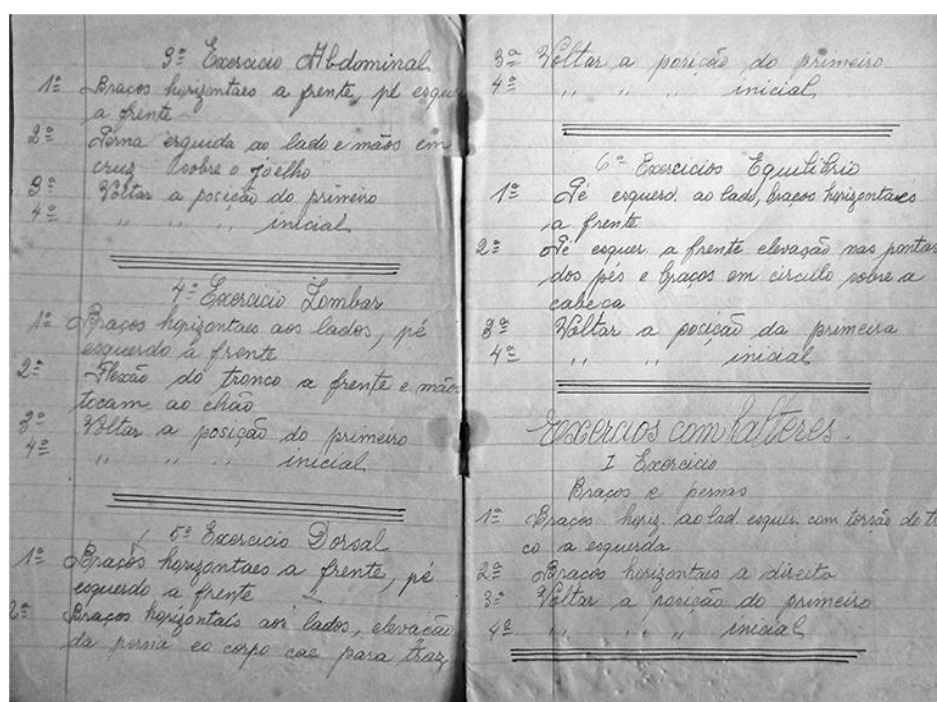 3º Exercicio Abdominal
1º Braços horizontaes a frente, pé esqu
a frente
2º Perna erguida ao lado e mãos em
cruz sobre o joelho
3º Voltar a posição do primeiro
4º ,, ,, ,, inicial
4º Exercicio Lombar
1º Braços horizontaes aos lados, pé
esquerdo a frente
2º Flexão do tronco a frente e mão
tocam ao chão
3º Voltar a posição do primeiro
4º ,, ,, ,, inicial
5º Exercicio Dorsal
1º Braços horizontaes a frente, pé
esquerdo a frente
2º Braços horizontais aos lados, elevação
da perna eo corpo cae para traz
3ª Voltar a posição do primeiro
4º ,, ,, ,, inicial
6º Exercicios Equilibrio
1º Pé esquerd. ao lad, braços horizontaes
a frente
2º Pé esquer. a frente elevação nas pontas
dos pés e braços em circulo sobre a
cabeça
3ª Voltar a posição da primeira
4º ,, ,, inicial
Exercios com halteres.
I Exercicio
Braços e pernas
1º Braços horiz. ao lad. esquer. com torsão do t
co a esquerda
2ª Braços horizontaes a direita
3º Voltar a posição do primeiro
4º ,, ,, ,, inicial